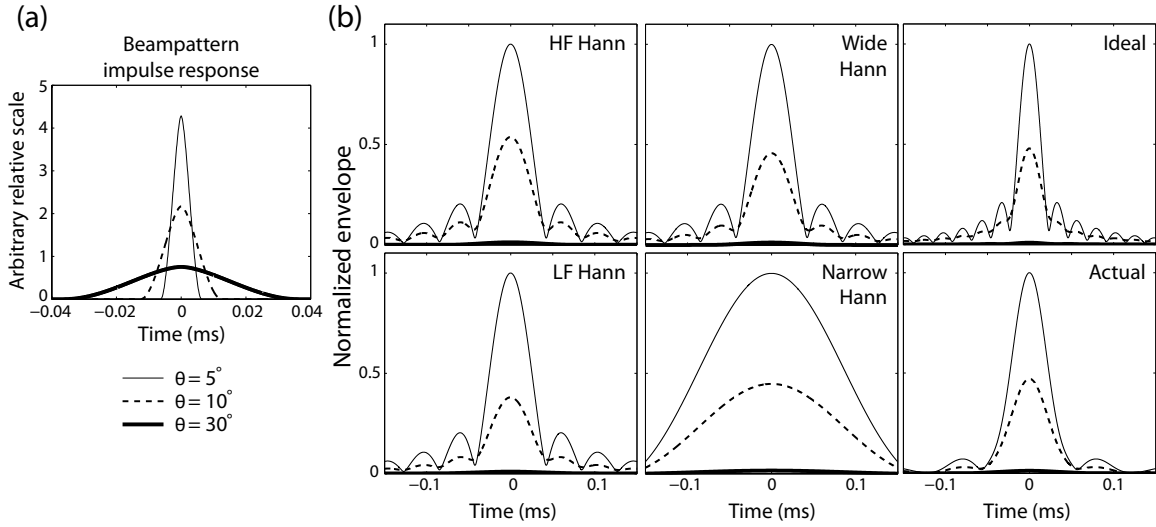 (a)
Beampattern
impulse response
Arbitrary relative scale
5
4
3
2
1
0
−0.04 −0.02 0 0.02 0.04
Time (ms)
θ = 5°
θ = 10°
θ = 30°
(b)
Normalized envelope
1
0.5
0
HF Hann
Wide
Hann
Ideal
1
0.5
0
LF Hann
Narrow
Hann
Actual
−0.1 0 0.1
−0.1 0 0.1
−0.1 0 0.1
Time (ms)
Time (ms)
Time (ms)